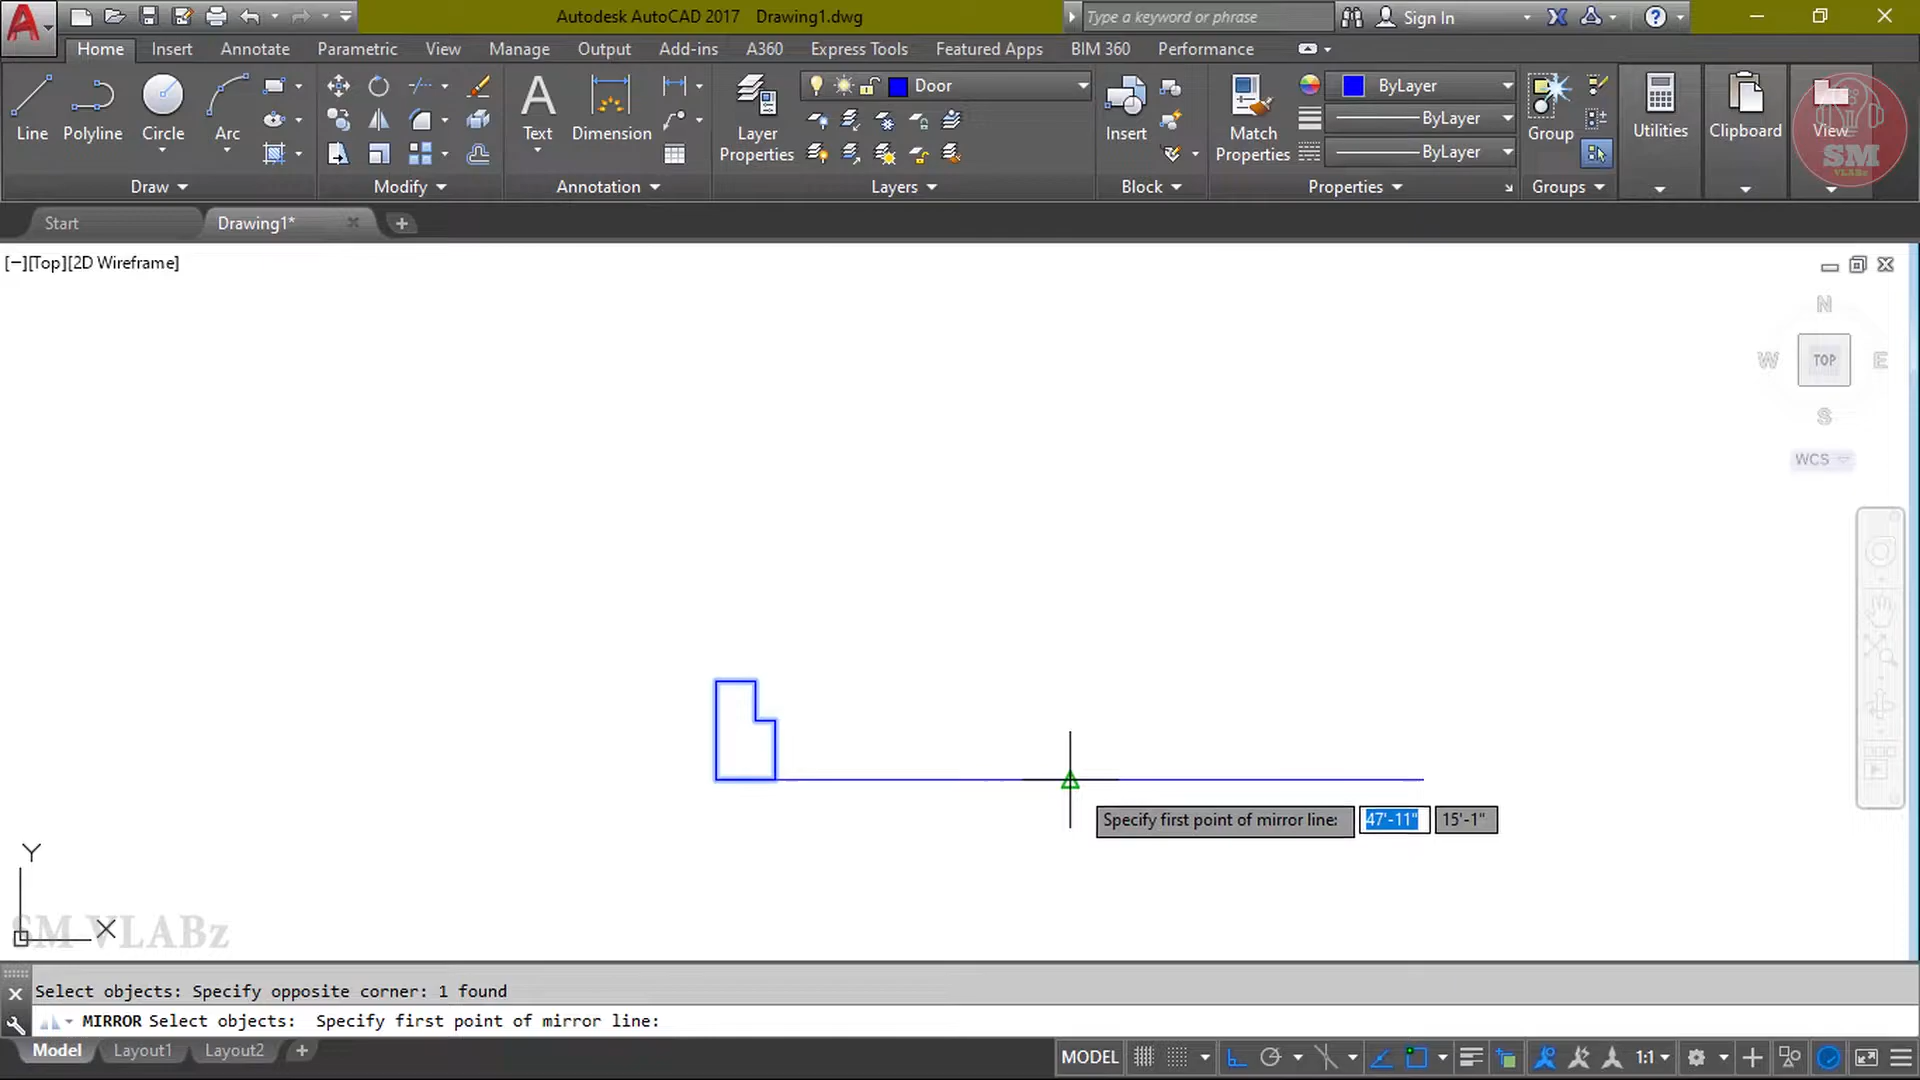 Autodesk AutoCAD 2017 Drawing1.dwg
Type a keyword or phrase
Sign In
Home Insert Annotate Parametric View Manage Output Add-ins A360 Express Tools Featured Apps BIM 360 Performance
Line Polyline Circle Arc
Draw
Modify
Text Dimension
Annotation
Layer Properties
Door
Layers
Insert
Block
Match Properties
ByLayer
ByLayer
ByLayer
Properties
Group
Groups
Utilities
Clipboard
View
SM
VLABz
Start Drawing1*
[−][Top][2D Wireframe]
N
W TOP E
S
WCS
Specify first point of mirror line: 47'-11" 15'-1"
Y
X
SM VLABz
Select objects: Specify opposite corner: 1 found
MIRROR Select objects: Specify first point of mirror line:
Model Layout1 Layout2
MODEL 1:1